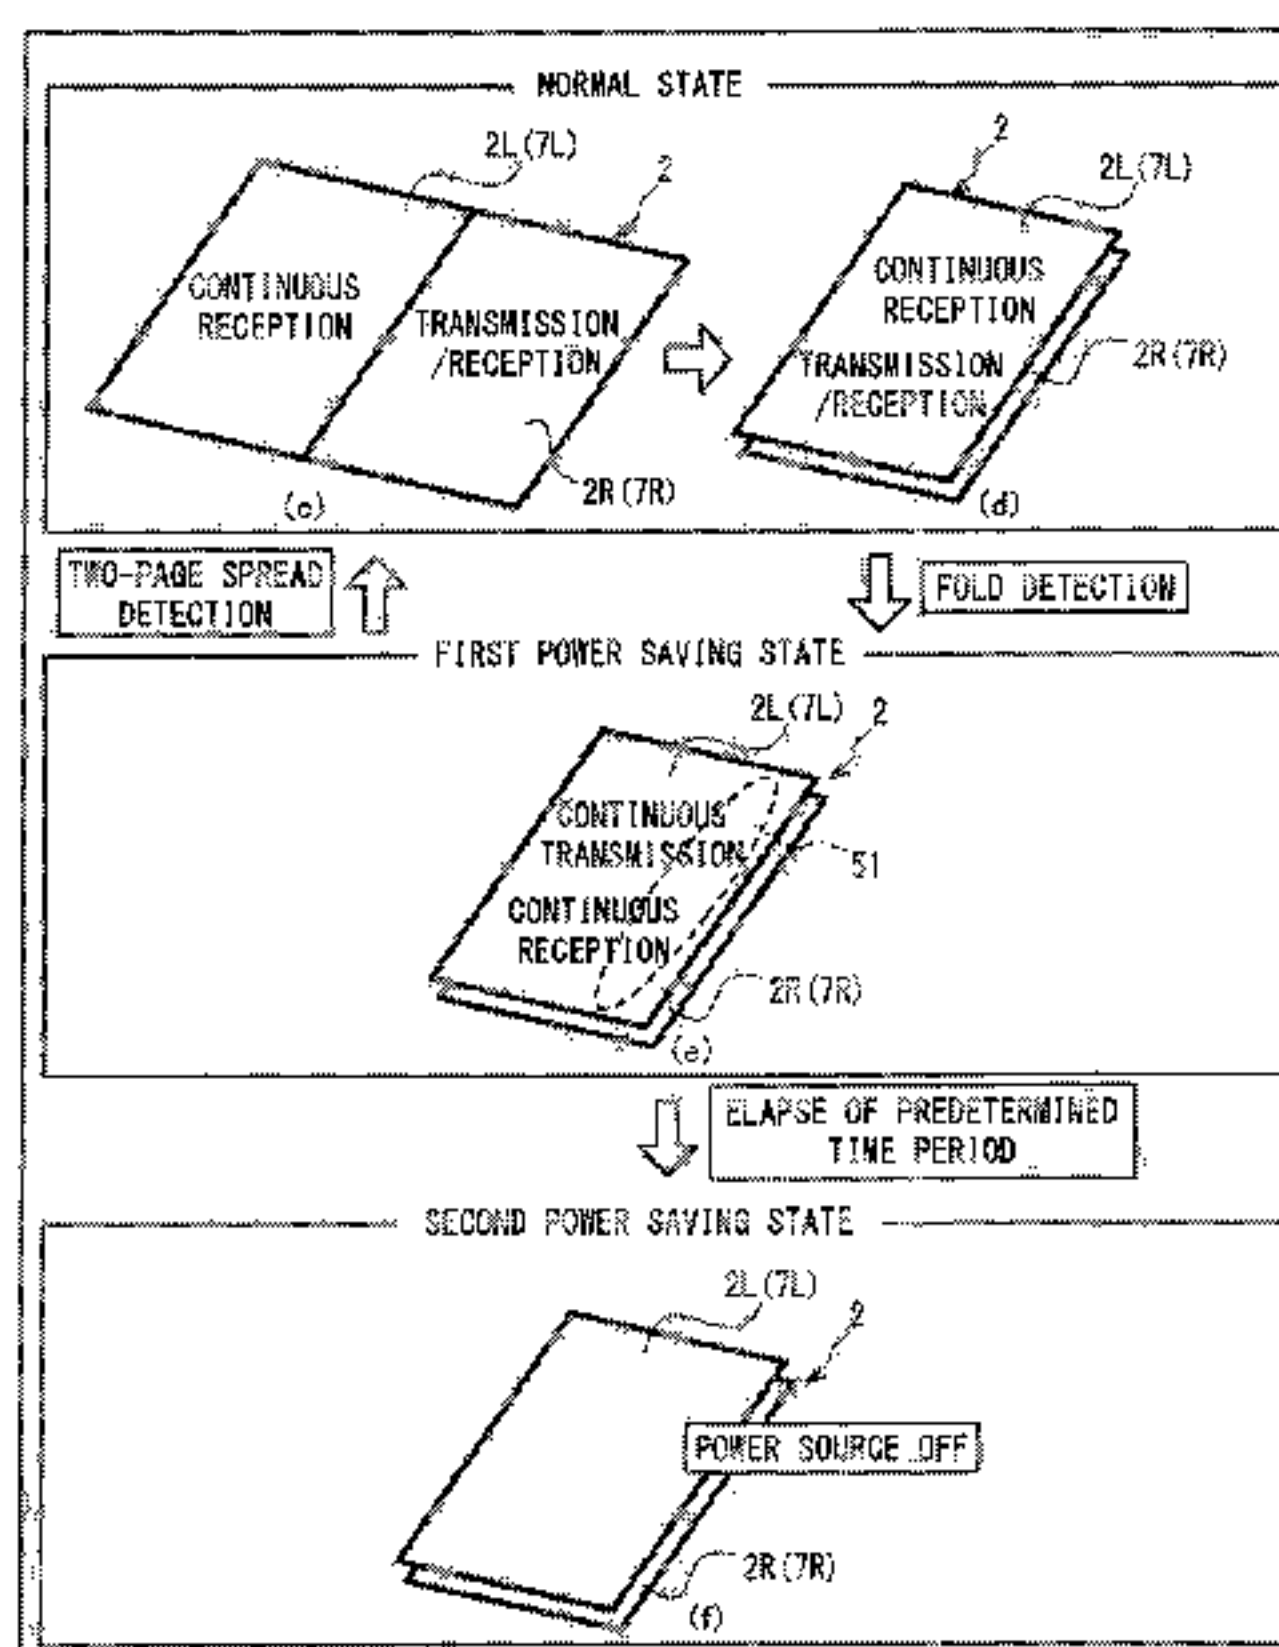 NORMAL STATE
2L(7L)
2
CONTINUOUS
RECEPTION
TRANSMISSION
/RECEPTION
2R(7R)
(c)
2
2L(7L)
CONTINUOUS
RECEPTION
TRANSMISSION
/RECEPTION
2R(7R)
(d)
TWO-PAGE SPREAD
DETECTION
FOLD DETECTION
FIRST POWER SAVING STATE
2L(7L)
2
CONTINUOUS
TRANSMISSION
51
CONTINUOUS
RECEPTION
2R(7R)
(e)
ELAPSE OF PREDETERMINED
TIME PERIOD
SECOND POWER SAVING STATE
2L(7L)
2
POWER SOURCE OFF
2R(7R)
(f)